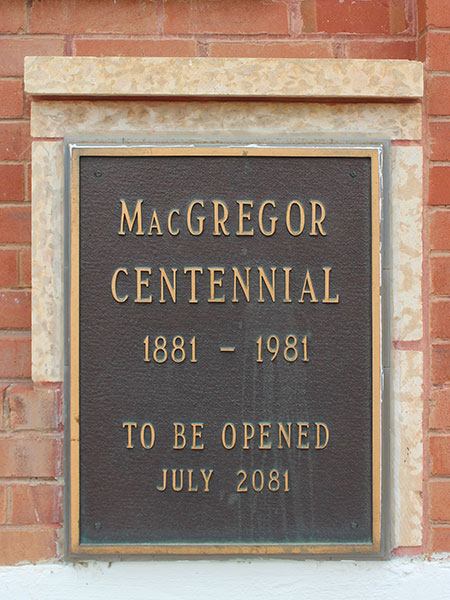 MacGREGOR
CENTENNIAL
1881 - 1981
TO BE OPENED
JULY 2081